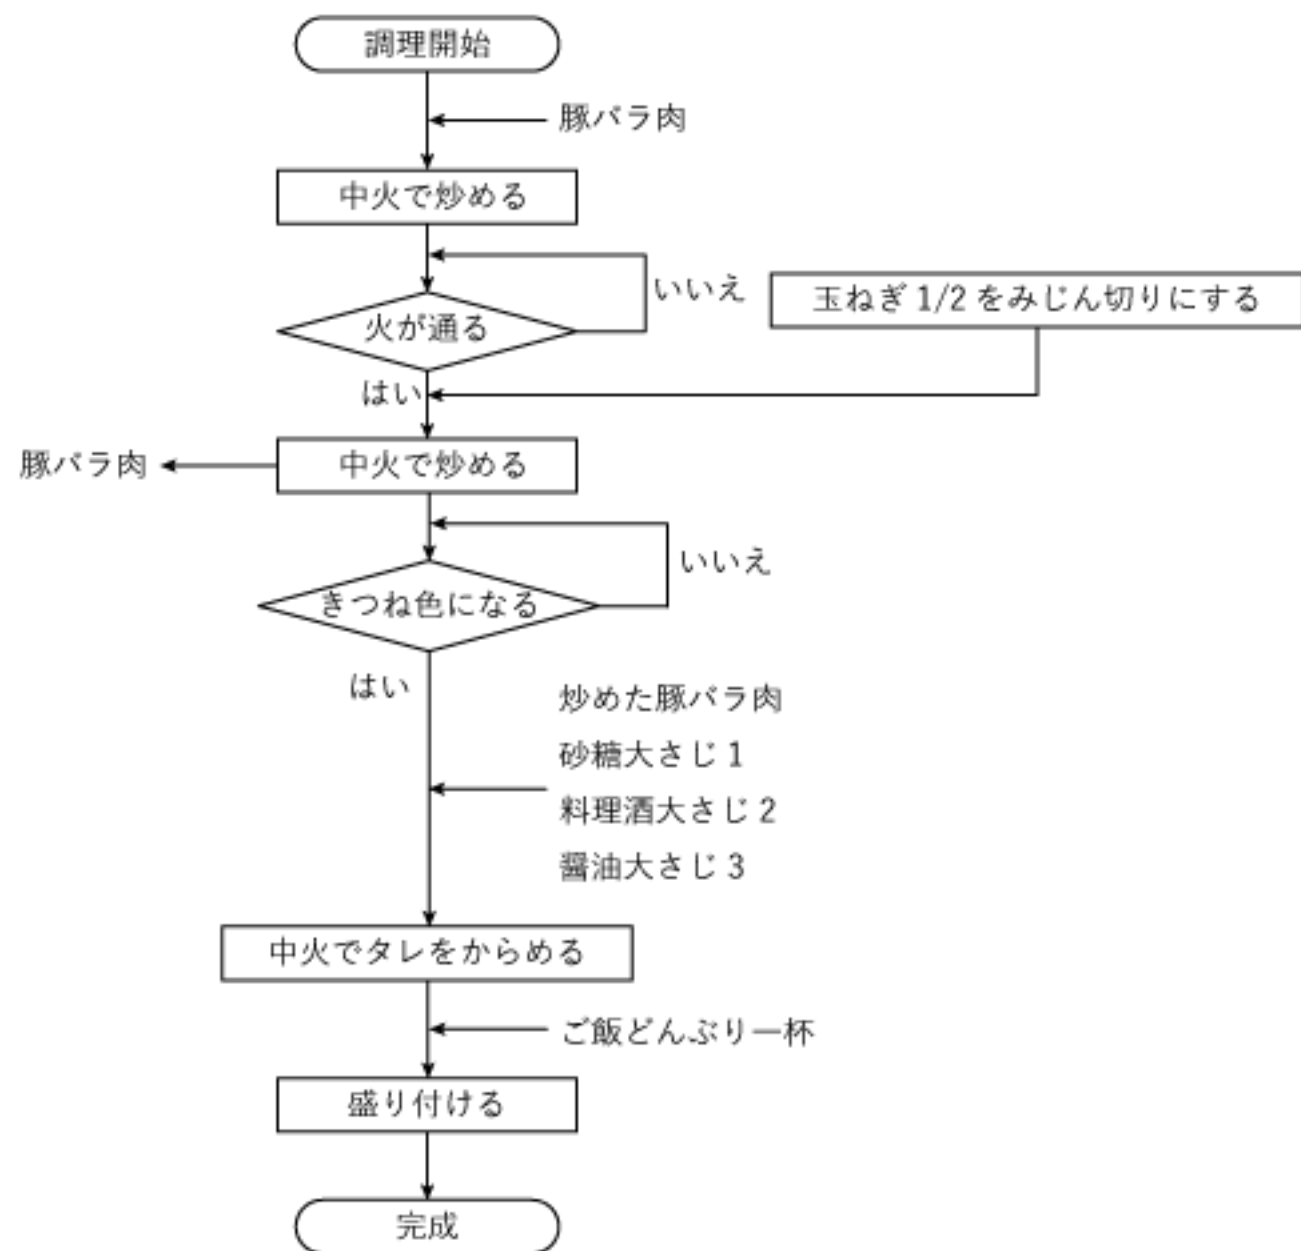 調理開始
豚バラ肉
中火で炒める
いいえ
玉ねぎ 1/2 をみじん切りにする
火が通る
はい
豚バラ肉
中火で炒める
いいえ
きつね色になる
はい
炒めた豚バラ肉
砂糖大さじ 1
料理酒大さじ 2
醤油大さじ 3
中火でタレをからめる
ご飯どんぶり一杯
盛り付ける
完成